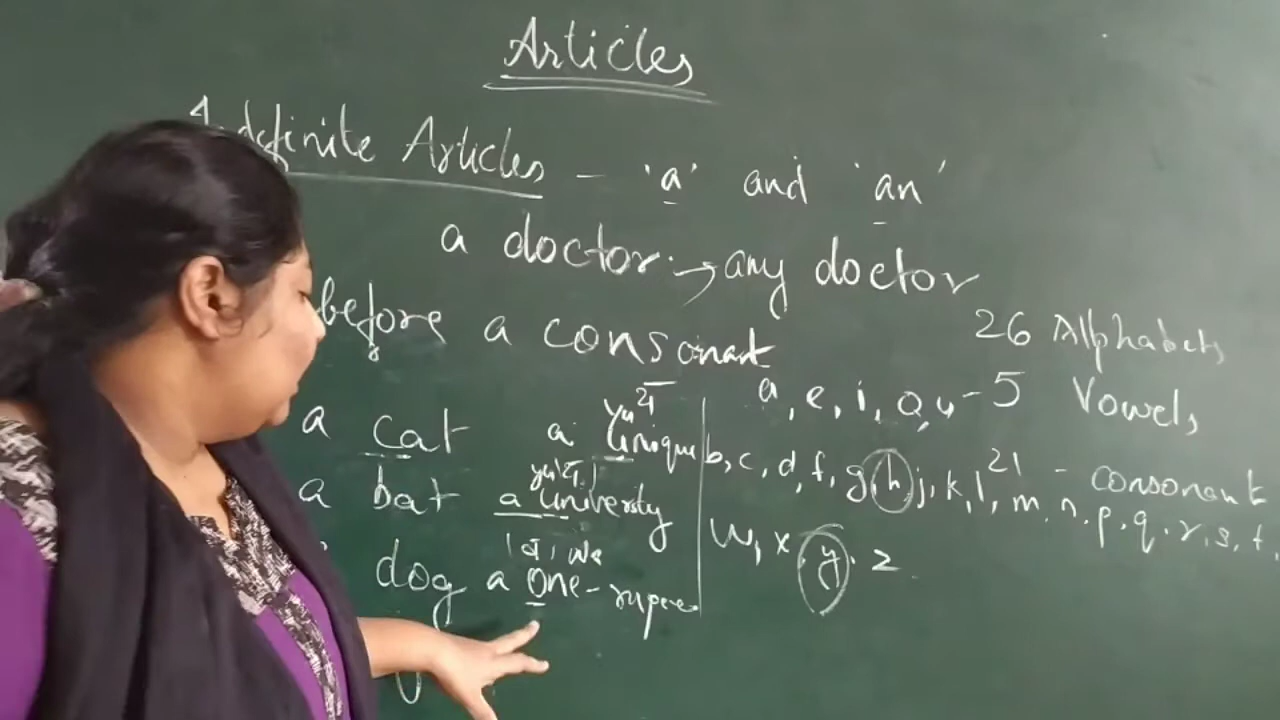 Articles
Indefinite Articles - 'a' and 'an'
a doctor. → any doctor
before a consonant
26 Alphabets
a, e, i, o, u - 5 Vowels
a cat
a unique
b, c, d, f, g h j, k, l, m, n, p, q, r, s, t,
21 - consonant
a bat
a university
w, x, y, z
dog
a one-rupee